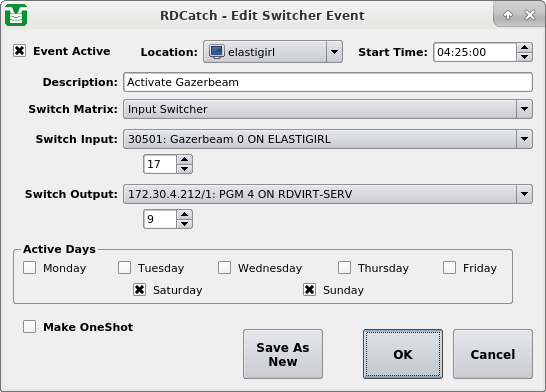 RDCatch - Edit Switcher Event
Event Active Location: elastigirl Start Time: 04:25:00
Description: Activate Gazerbeam
Switch Matrix: Input Switcher
Switch Input: 30501: Gazerbeam 0 ON ELASTIGIRL
17
Switch Output: 172.30.4.212/1: PGM 4 ON RDVIRT-SERV
9
Active Days
Monday Tuesday Wednesday Thursday Friday
Saturday Sunday
Make OneShot
Save As
New
OK
Cancel